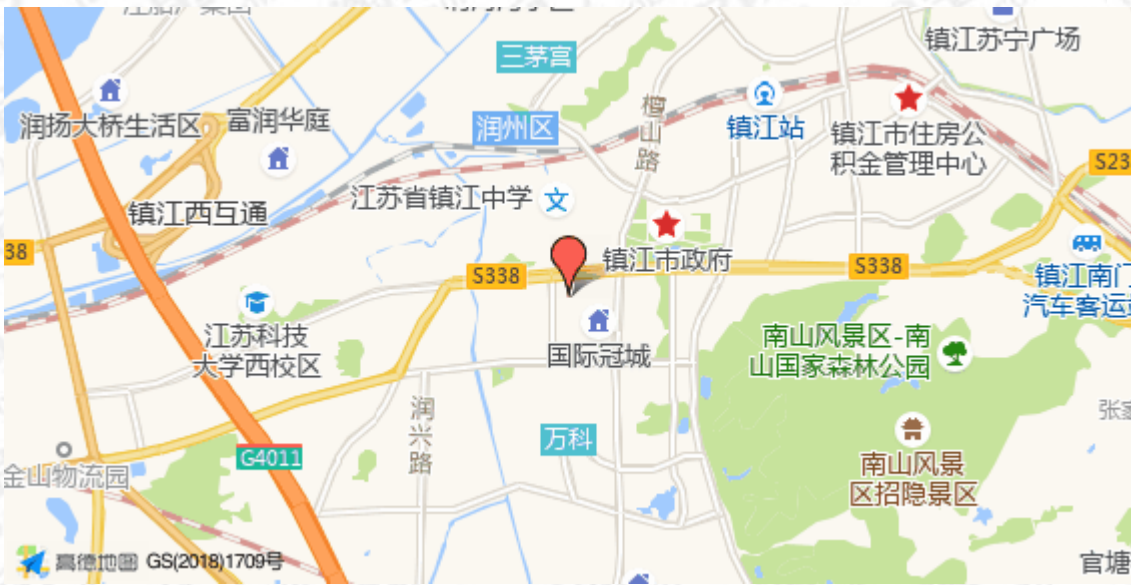 镇江苏宁广场
三茅宫
润扬大桥生活区
富润华庭
润州区
檀山路
镇江站
镇江市住房公
积金管理中心
S23
江苏省镇江中学
文
镇江西互通
38
S338
镇江市政府
S338
镇江南门
汽车客运站
江苏科技
大学西校区
国际冠城
南山风景区-南
山国家森林公园
润兴路
张家
万科
G4011
金山物流园
南山风景
区招隐景区
高德地图 GS(2018)1709号
官塘